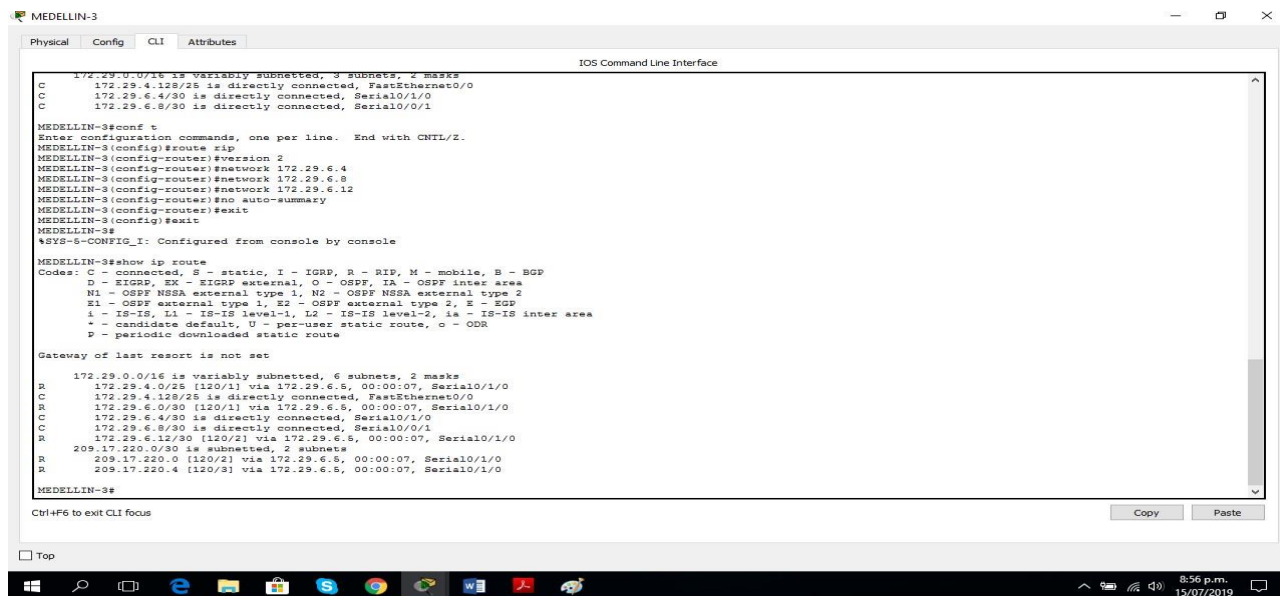 MEDELLIN-3
Physical Config CLI Attributes
IOS Command Line Interface
172.29.0.0/16 is variably subnetted, 3 subnets, 2 masks
C 172.29.4.128/25 is directly connected, FastEthernet0/0
C 172.29.6.4/30 is directly connected, Serial0/1/0
C 172.29.6.8/30 is directly connected, Serial0/0/1
MEDELLIN-3#conf t
Enter configuration commands, one per line. End with CNTL/Z.
MEDELLIN-3(config)#route rip
MEDELLIN-3(config-router)#version 2
MEDELLIN-3(config-router)#network 172.29.6.4
MEDELLIN-3(config-router)#network 172.29.6.8
MEDELLIN-3(config-router)#network 172.29.6.12
MEDELLIN-3(config-router)#no auto-summary
MEDELLIN-3(config-router)#exit
MEDELLIN-3(config)#exit
MEDELLIN-3#
%SYS-5-CONFIG_I: Configured from console by console
MEDELLIN-3#show ip route
Codes: C - connected, S - static, I - IGRP, R - RIP, M - mobile, B - BGP
D - EIGRP, EX - EIGRP external, O - OSPF, IA - OSPF inter area
N1 - OSPF NSSA external type 1, N2 - OSPF NSSA external type 2
E1 - OSPF external type 1, E2 - OSPF external type 2, E - EGP
i - IS-IS, L1 - IS-IS level-1, L2 - IS-IS level-2, ia - IS-IS inter area
* - candidate default, U - per-user static route, o - ODR
P - periodic downloaded static route
Gateway of last resort is not set
172.29.0.0/16 is variably subnetted, 6 subnets, 2 masks
R 172.29.4.0/25 [120/1] via 172.29.6.5, 00:00:07, Serial0/1/0
C 172.29.4.128/25 is directly connected, FastEthernet0/0
R 172.29.6.0/30 [120/1] via 172.29.6.5, 00:00:07, Serial0/1/0
C 172.29.6.4/30 is directly connected, Serial0/1/0
C 172.29.6.8/30 is directly connected, Serial0/0/1
R 172.29.6.12/30 [120/2] via 172.29.6.5, 00:00:07, Serial0/1/0
209.17.220.0/30 is subnetted, 2 subnets
R 209.17.220.0 [120/2] via 172.29.6.5, 00:00:07, Serial0/1/0
R 209.17.220.4 [120/3] via 172.29.6.5, 00:00:07, Serial0/1/0
MEDELLIN-3#
Ctrl+F6 to exit CLI focus
Copy Paste
Top
8:56 p.m.
15/07/2019